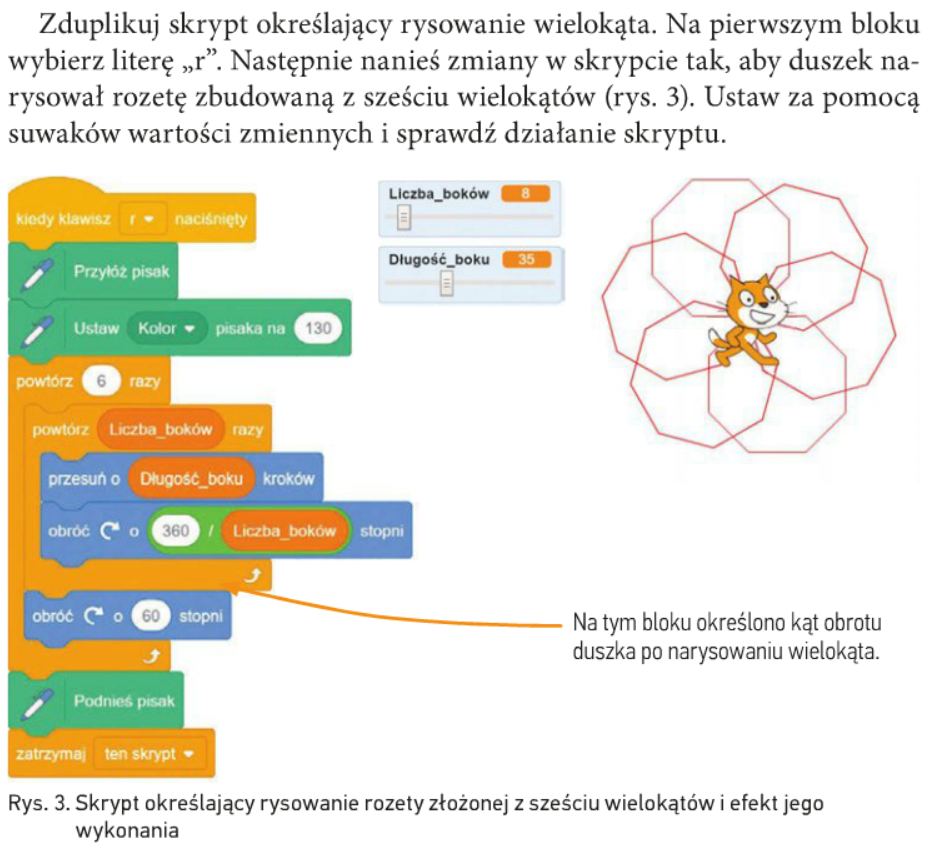 Zduplikuj skrypt określający rysowanie wielokąta. Na pierwszym bloku
wybierz literę „r”. Następnie nanieś zmiany w skrypcie tak, aby duszek na-
rysował rozetę zbudowaną z sześciu wielokątów (rys. 3). Ustaw za pomocą
suwaków wartości zmiennych i sprawdź działanie skryptu.
kiedy klawisz r naciśnięty
Przyłóż pisak
Ustaw Kolor pisaka na 130
powtórz 6 razy
powtórz Liczba_boków razy
przesuń o Długość_boku kroków
obróć o 360 / Liczba_boków stopni
obróć o 60 stopni
Podnieś pisak
zatrzymaj ten skrypt
Liczba_boków 8
Długość_boku 35
Na tym bloku określono kąt obrotu
duszka po narysowaniu wielokąta.
Rys. 3. Skrypt określający rysowanie rozety złożonej z sześciu wielokątów i efekt jego
wykonania